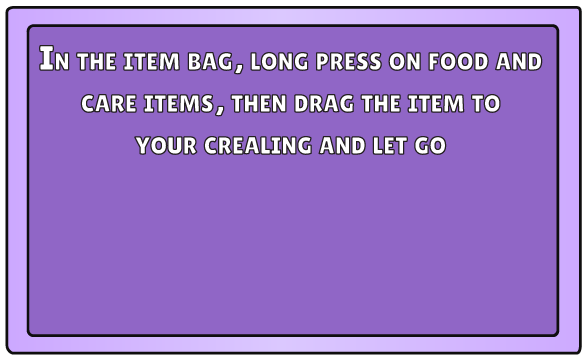 In the item bag, long press on food and
care items, then drag the item to
your crealing and let go